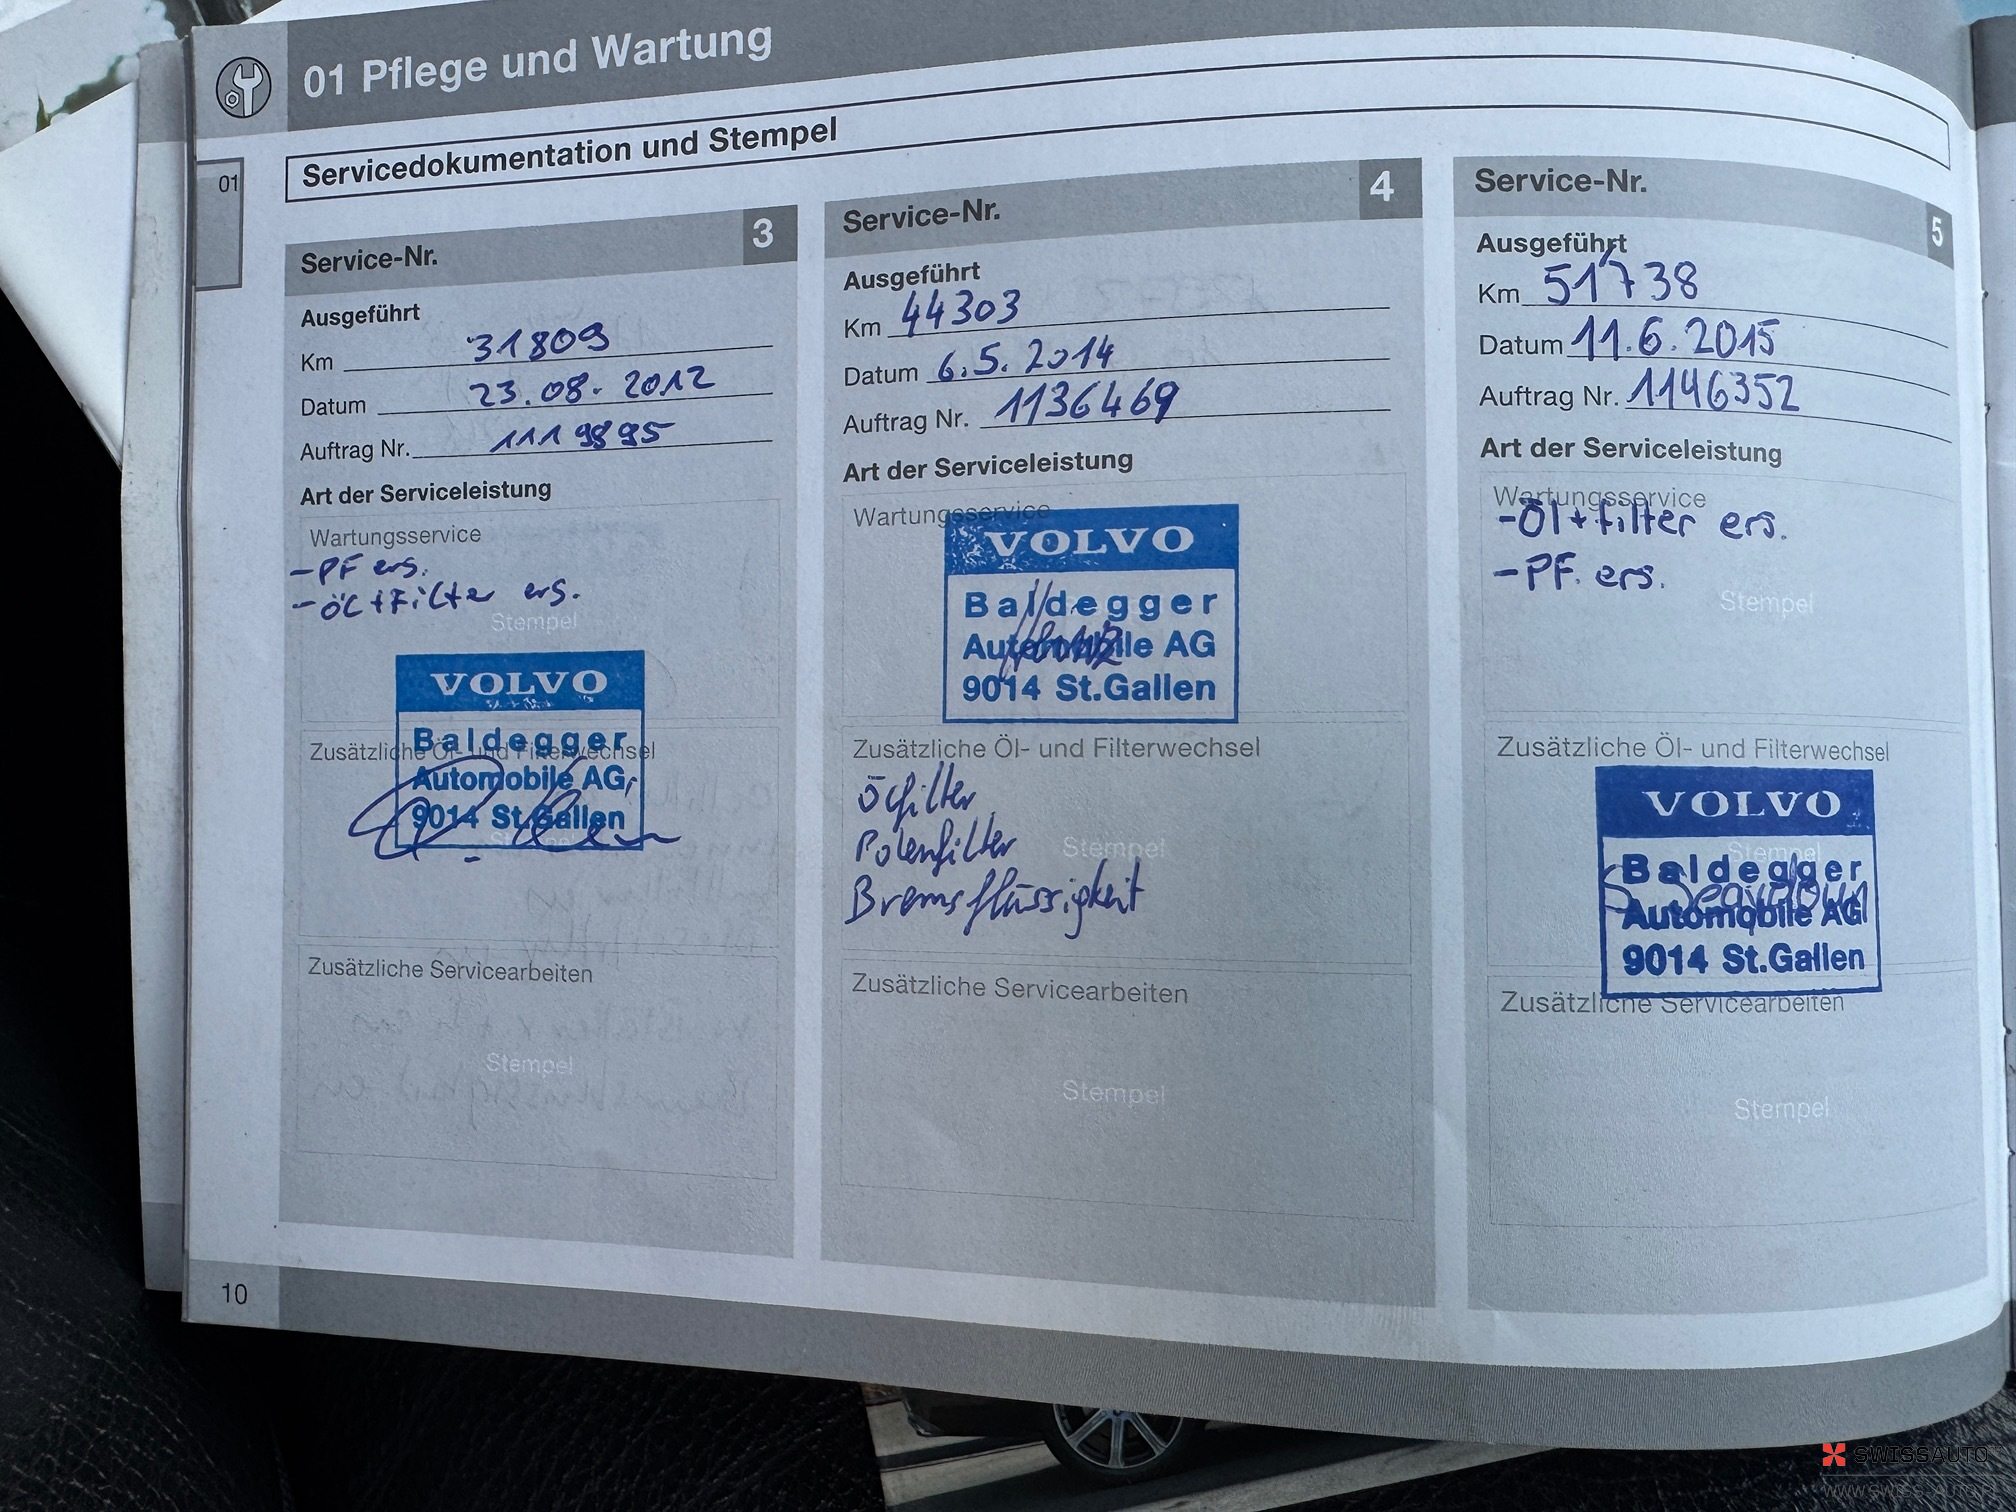 01 Pflege und Wartung
Servicedokumentation und Stempel
01
Service-Nr. 3
Ausgeführt
Km 31809
Datum 23.08.2012
Auftrag Nr. 1119895
Art der Serviceleistung
Wartungsservice
- PF ers.
- Öl + Filter ers.
Stempel
VOLVO
Baldegger
Automobile AG
9014 St.Gallen
Zusätzliche Öl- und Filterwechsel
Zusätzliche Servicearbeiten
Stempel
Service-Nr. 4
Ausgeführt
Km 44303
Datum 6.5.2014
Auftrag Nr. 1136469
Art der Serviceleistung
Wartungsservice
VOLVO
Baldegger
Automobile AG
9014 St.Gallen
Zusätzliche Öl- und Filterwechsel
Ölfilter
Polenfilter
Stempel
Bremsflüssigkeit
Zusätzliche Servicearbeiten
Stempel
Service-Nr. 5
Ausgeführt
Km 51738
Datum 11.6.2015
Auftrag Nr. 1146352
Art der Serviceleistung
Wartungsservice
- Öl + Filter ers.
- PF. ers.
Stempel
Zusätzliche Öl- und Filterwechsel
VOLVO
Stempel
Baldegger
Automobile AG
9014 St.Gallen
Zusätzliche Servicearbeiten
Stempel
10
SWISSAUTO